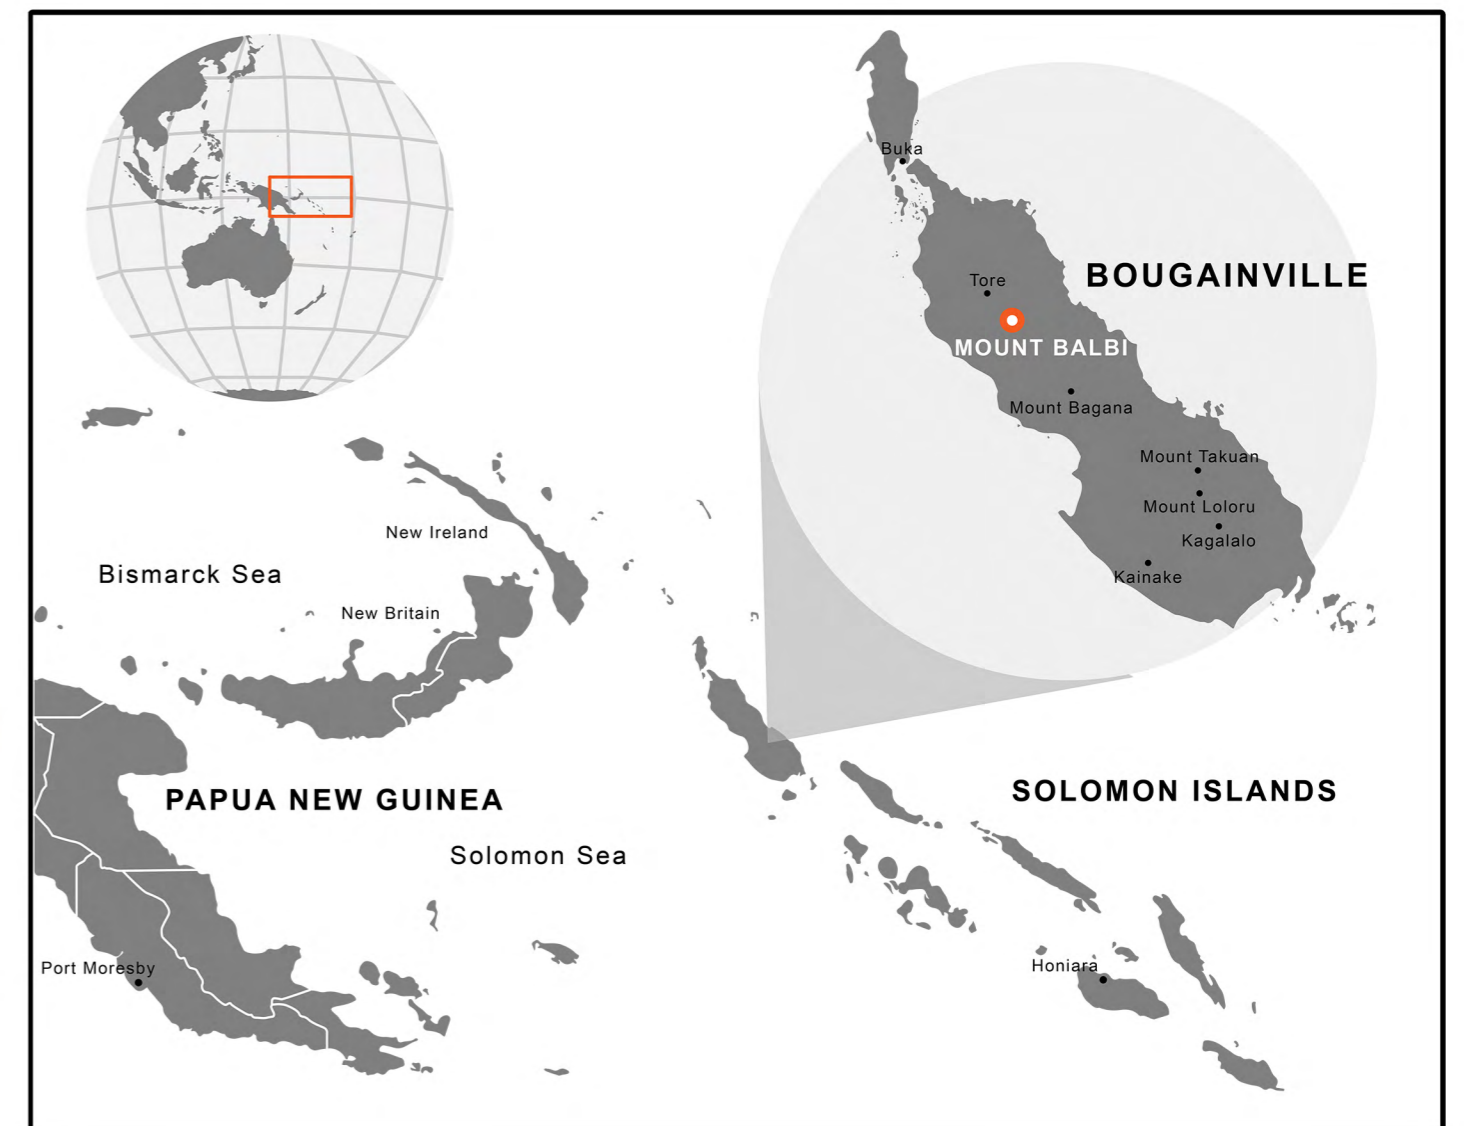 Buka
BOUGAINVILLE
Tore
MOUNT BALBI
Mount Bagana
Mount Takuan
Mount Loloru
Kagalalo
Kainake
New Ireland
Bismarck Sea
New Britain
PAPUA NEW GUINEA
SOLOMON ISLANDS
Solomon Sea
Port Moresby
Honiara